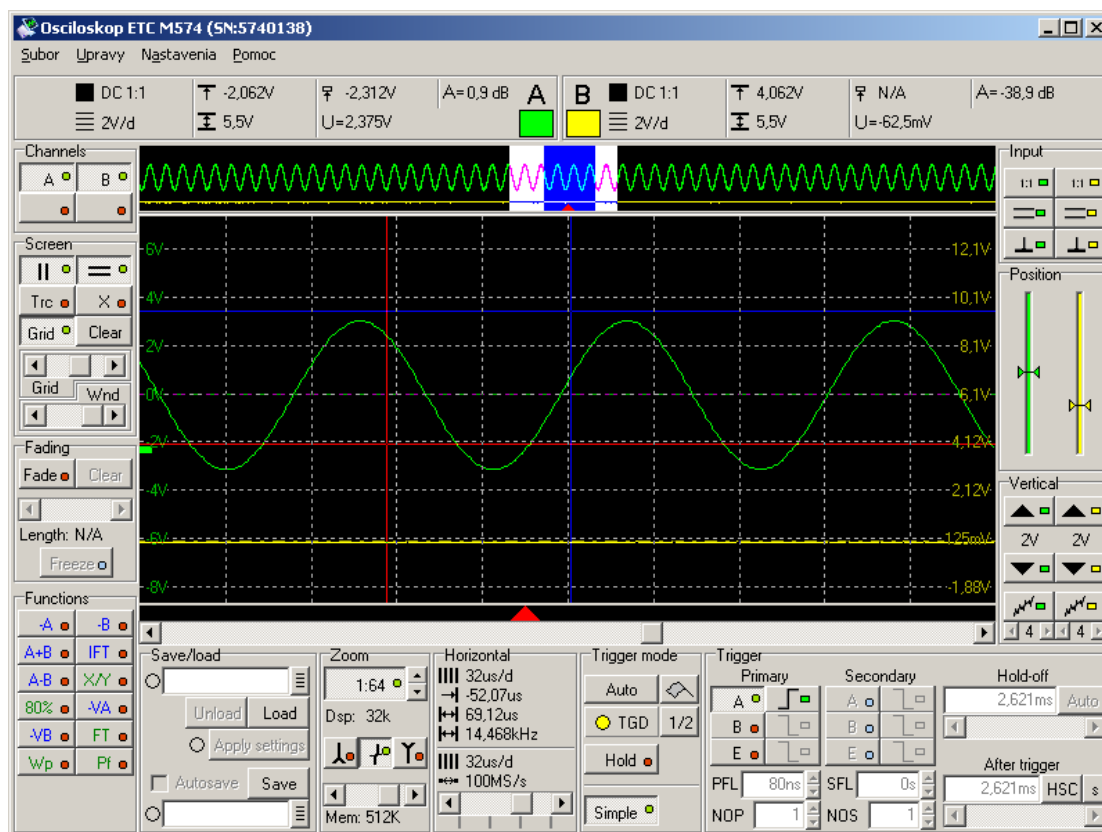 Osciloskop ETC M574 (SN:5740138)
Subor Upravy Nastavenia Pomoc
DC 1:1 -2,062V -2,312V A=0,9 dB A B DC 1:1 4,062V N/A A=-38,9 dB
2V/d 5,5V U=2,375V 2V/d 5,5V U=-62,5mV
Channels
A B
Screen
Trc X
Grid Clear
Grid Wnd
Fading
Fade Clear
Length: N/A
Freeze
Functions
-A -B
A+B IFT
A-B X/Y
80% -VA
-VB FT
Wp Pf
6V 12,1V
4V 10,1V
2V 8,1V
0V 6,1V
-2V 4,12V
-4V 2,12V
125mV
-8V -1,88V
Input
1:1 1:1
Position
Vertical
2V 2V
4 4
Save/load
Unload Load
Apply settings
Autosave Save
Zoom
1:64
Dsp: 32k
Mem: 512K
Horizontal
32us/d
-52,07us
69,12us
14,468kHz
32us/d
100MS/s
Trigger mode
Auto
TGD 1/2
Hold
Simple
Trigger
Primary Secondary Hold-off
A A 2,621ms Auto
B B
E E After trigger
PFL 80ns SFL 0s 2,621ms HSC s
NOP 1 NOS 1